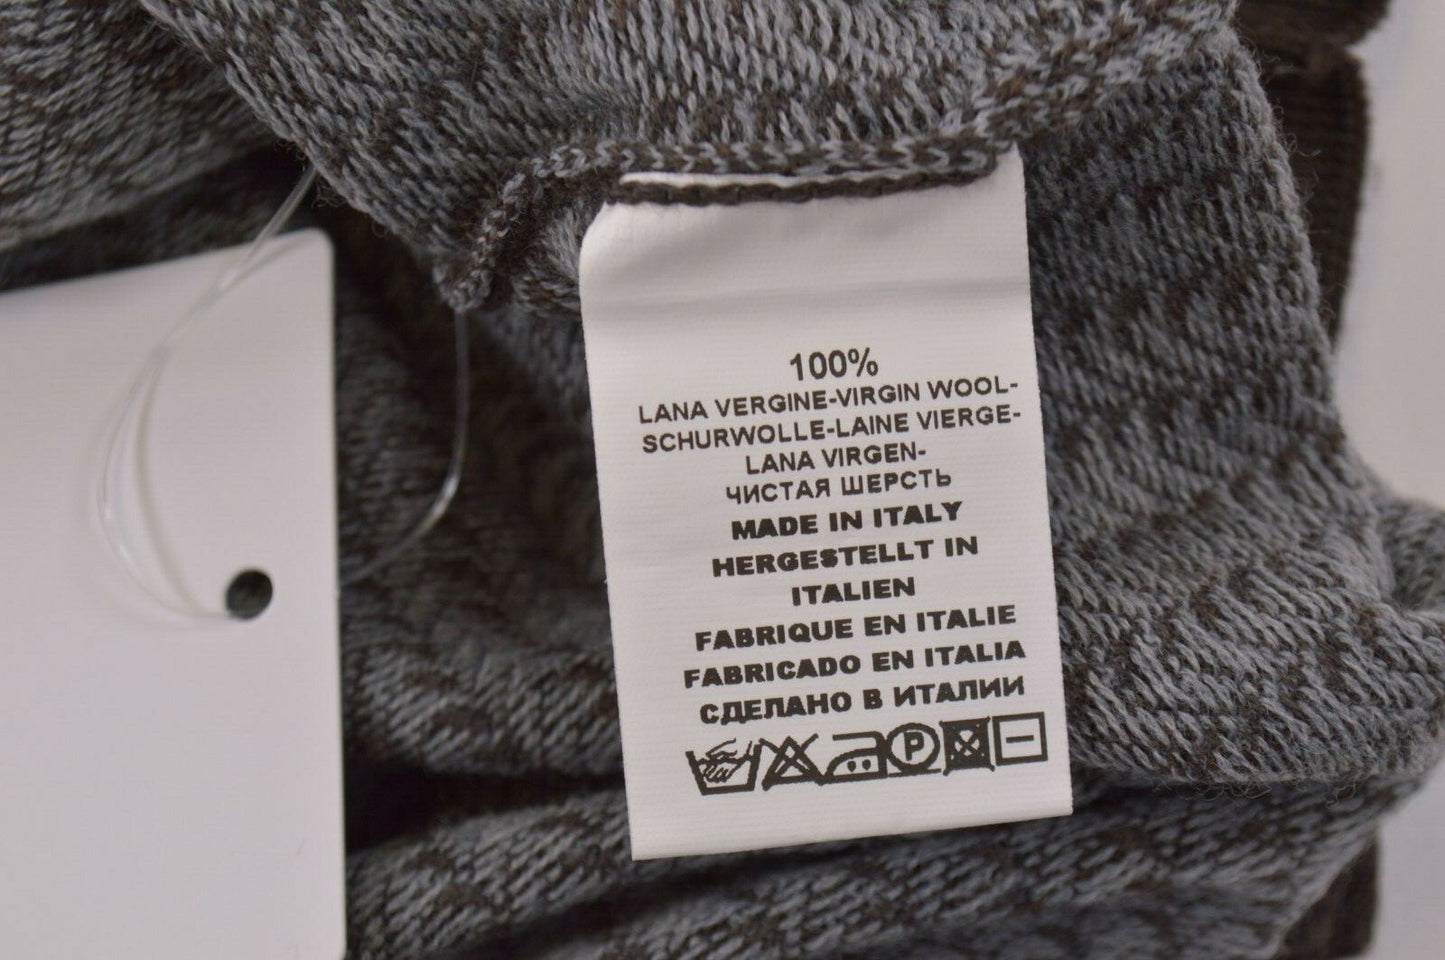 100%
LANA VERGINE-VIRGIN WOOL-
SCHURWOLLE-LAINE VIERGE-
LANA VIRGEN-
ЧИСТАЯ ШЕРСТЬ
MADE IN ITALY
HERGESTELLT IN
ITALIEN
FABRIQUE EN ITALIE
FABRICADO EN ITALIA
СДЕЛАНО В ИТАЛИИ
P